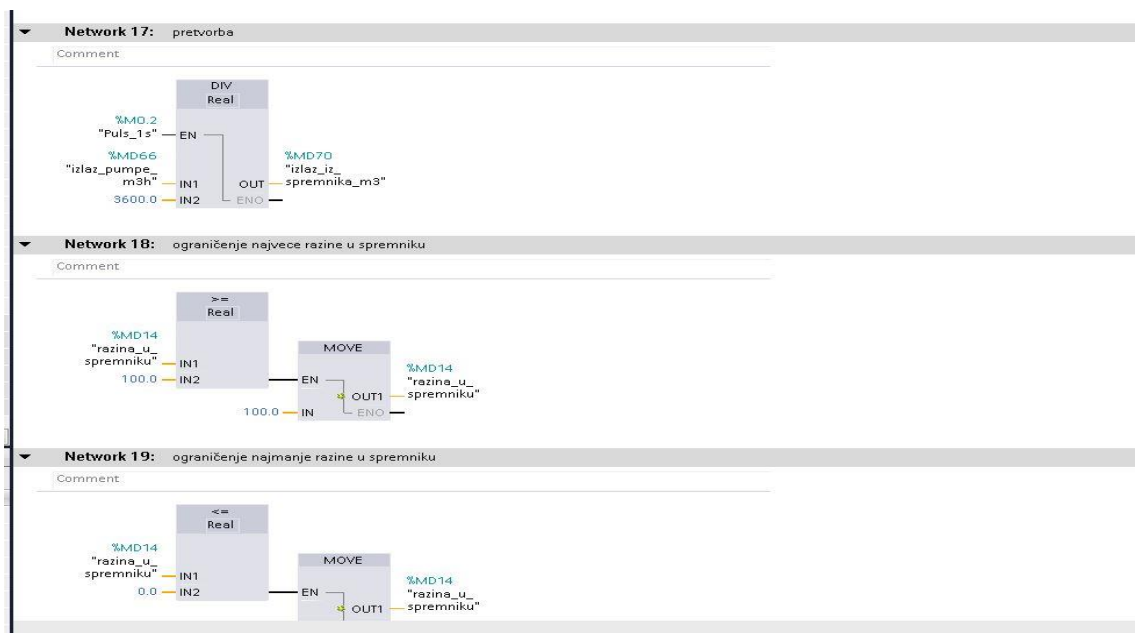 Network 17: pretvorba
Comment
DIV
Real
%M0.2
"Puls_1s"
EN
%MD66
"izlaz_pumpe_
m3h"
IN1
3600.0
IN2
OUT
ENO
%MD70
"izlaz_iz_
spremnika_m3"
Network 18: ograničenje najvece razine u spremniku
Comment
>=
Real
%MD14
"razina_u_
spremniku"
IN1
100.0
IN2
MOVE
EN
100.0
IN
OUT1
ENO
%MD14
"razina_u_
spremniku"
Network 19: ograničenje najmanje razine u spremniku
Comment
<=
Real
%MD14
"razina_u_
spremniku"
IN1
0.0
IN2
MOVE
EN
OUT1
%MD14
"razina_u_
spremniku"